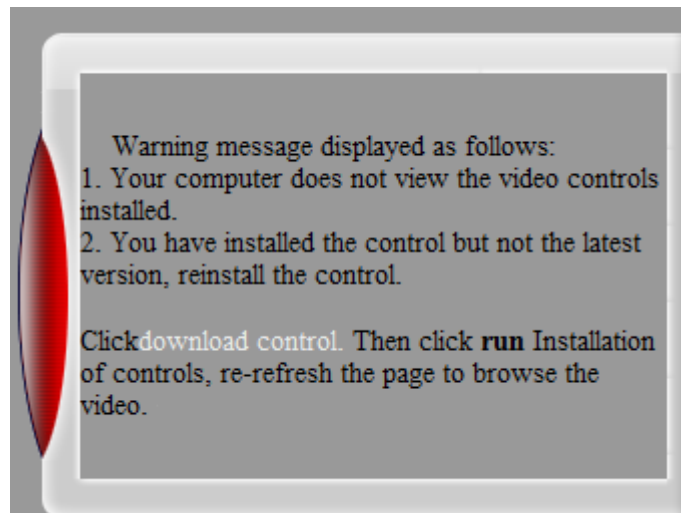 Warning message displayed as follows:
1. Your computer does not view the video controls
installed.
2. You have installed the control but not the latest
version, reinstall the control.
Clickdownload control. Then click run Installation
of controls, re-refresh the page to browse the
video.